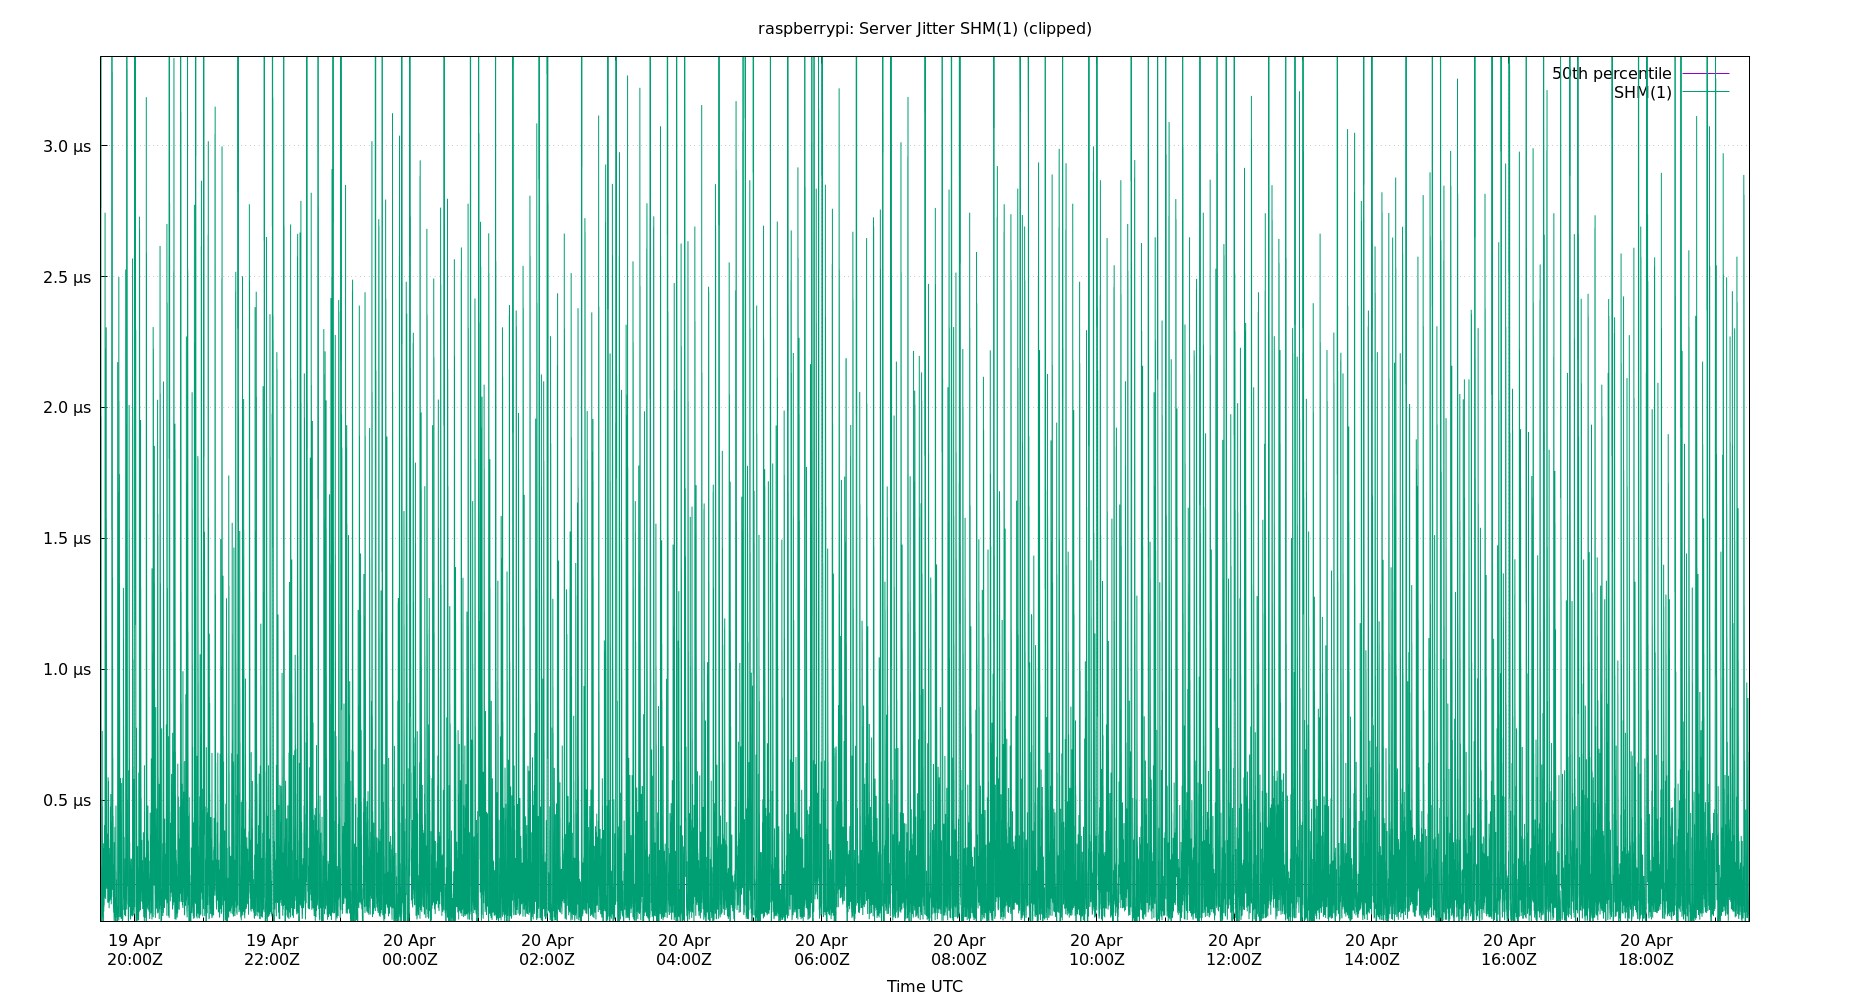 raspberrypi: Server Jitter SHM(1) (clipped)
50th percentile
SHM(1)
3.0 µs
2.5 µs
2.0 µs
1.5 µs
1.0 µs
0.5 µs
19 Apr 19 Apr 20 Apr 20 Apr 20 Apr 20 Apr 20 Apr 20 Apr 20 Apr 20 Apr 20 Apr 20 Apr
20:00Z 22:00Z 00:00Z 02:00Z 04:00Z 06:00Z 08:00Z 10:00Z 12:00Z 14:00Z 16:00Z 18:00Z
Time UTC